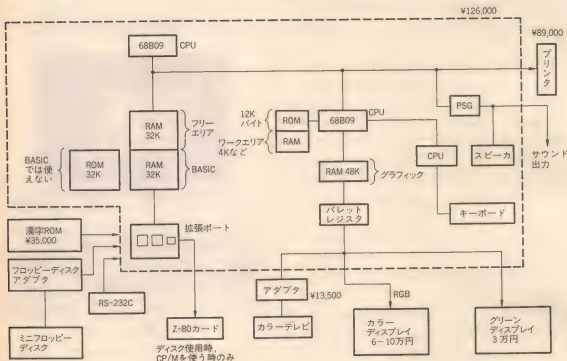 ¥126,000
¥89,000
プリンタ
68B09
CPU
PSG
スピーカ
サウンド
出力
RAM
32K
フリー
エリア
12K
バイト
ROM
68B09
CPU
ワークエリア
4Kなど
RAM
CPU
BASIC
では使
えない
ROM
32K
RAM
32K
BASIC
RAM 48K
グラフィック
パレット
レジスタ
キーボード
拡張ポート
漢字ROM
¥35,000
フロッピーディスク
アダプタ
RS-232C
ミニフロッピー
ディスク
Z-80カード
ディスク使用時,
CP/Mを使う時のみ
アダプタ
¥13,500
カラーテレビ
RGB
カラー
ディスプレイ
6〜10万円
グリーン
ディスプレイ
3万円